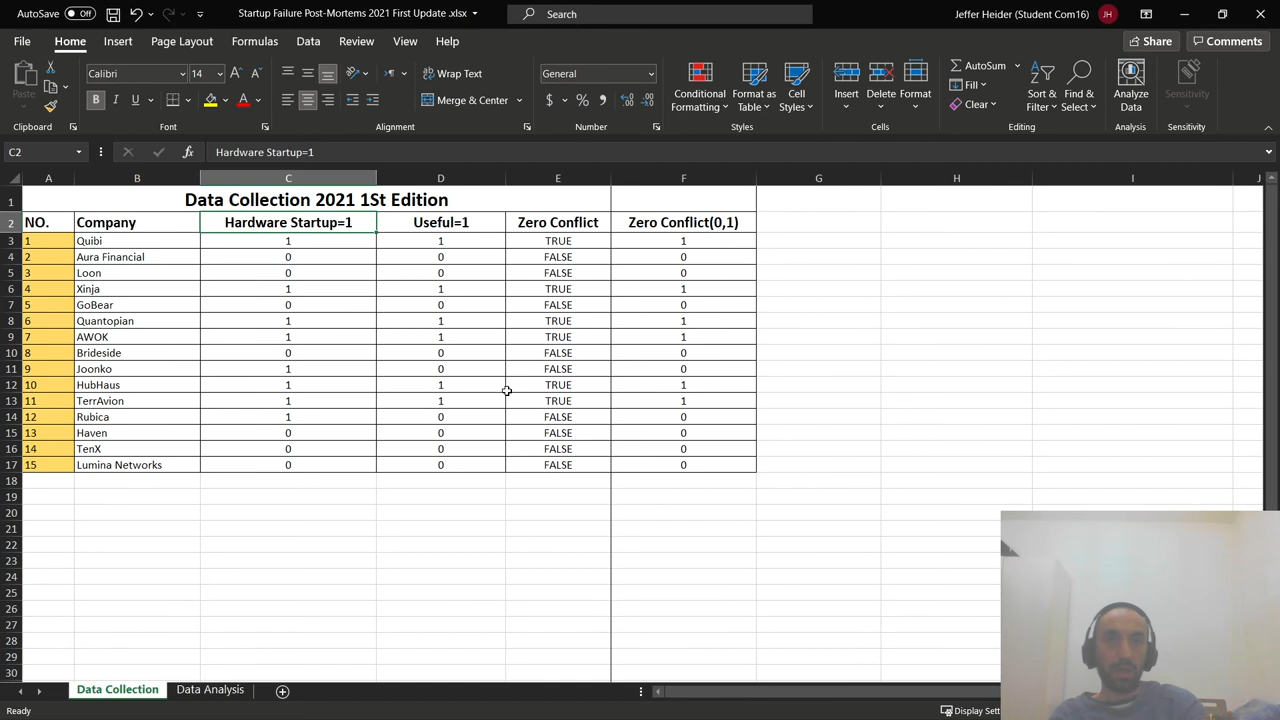 AutoSave Off Startup Failure Post-Mortems 2021 First Update .xlsx Search Jeffer Heider (Student Com16) JH
File Home Insert Page Layout Formulas Data Review View Help Share Comments
Paste Calibri 14 Wrap Text General Conditional Formatting Format as Table Cell Styles Insert Delete Format AutoSum Sort & Filter Find & Select Analyze Data Sensitivity
B I U A Merge & Center $ % Fill
Clear
Clipboard Font Alignment Number Styles Cells Editing Analysis Sensitivity
C2 fx Hardware Startup=1
A B C D E F G H I J
1 Data Collection 2021 1St Edition
2 NO. Company Hardware Startup=1 Useful=1 Zero Conflict Zero Conflict(0,1)
3 1 Quibi 1 1 TRUE 1
4 2 Aura Financial 0 0 FALSE 0
5 3 Loon 0 0 FALSE 0
6 4 Xinja 1 1 TRUE 1
7 5 GoBear 0 0 FALSE 0
8 6 Quantopian 1 1 TRUE 1
9 7 AWOK 1 1 TRUE 1
10 8 Brideside 0 0 FALSE 0
11 9 Joonko 1 0 FALSE 0
12 10 HubHaus 1 1 TRUE 1
13 11 TerrAvion 1 1 TRUE 1
14 12 Rubica 1 0 FALSE 0
15 13 Haven 0 0 FALSE 0
16 14 TenX 0 0 FALSE 0
17 15 Lumina Networks 0 0 FALSE 0
18
19
20
21
22
23
24
25
26
27
28
29
30
Data Collection Data Analysis
Ready Display